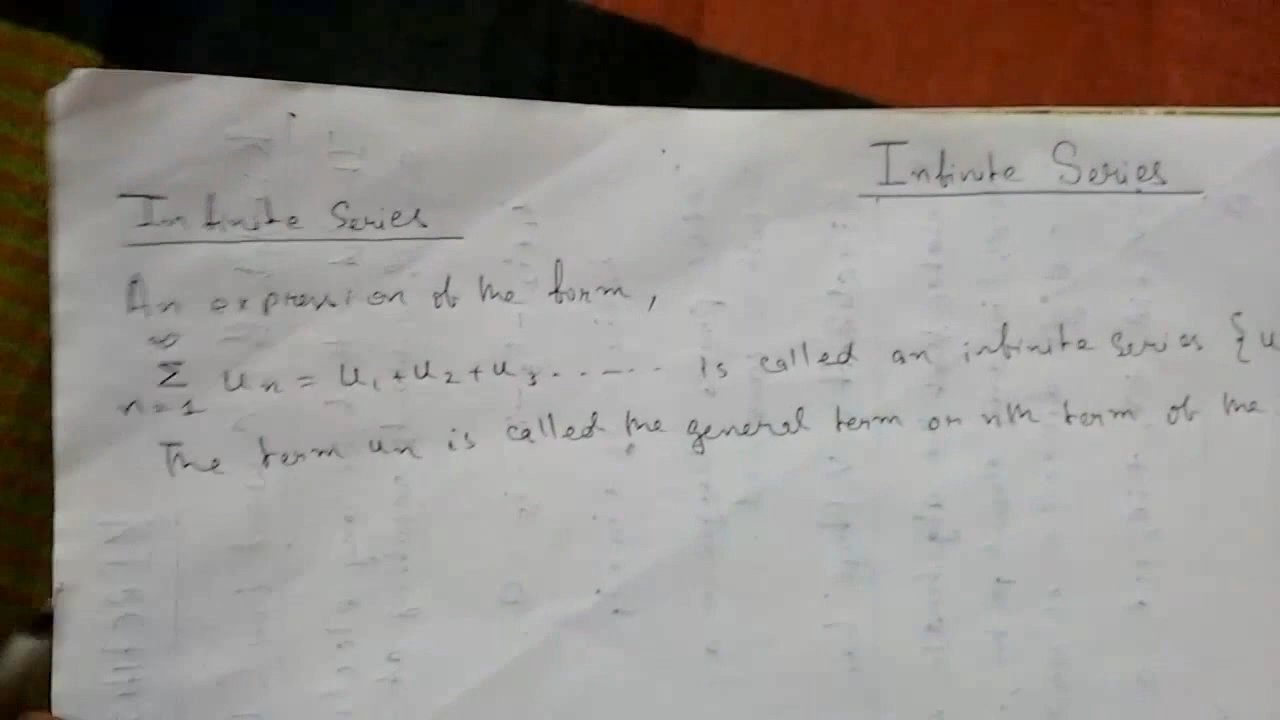 Infinite Series
Infinite Series
An expression of the form,
∞
Σ un = u1 + u2 + u3 ....... is called an infinite series {u
n=1
The term un is called the general term or nth term of the